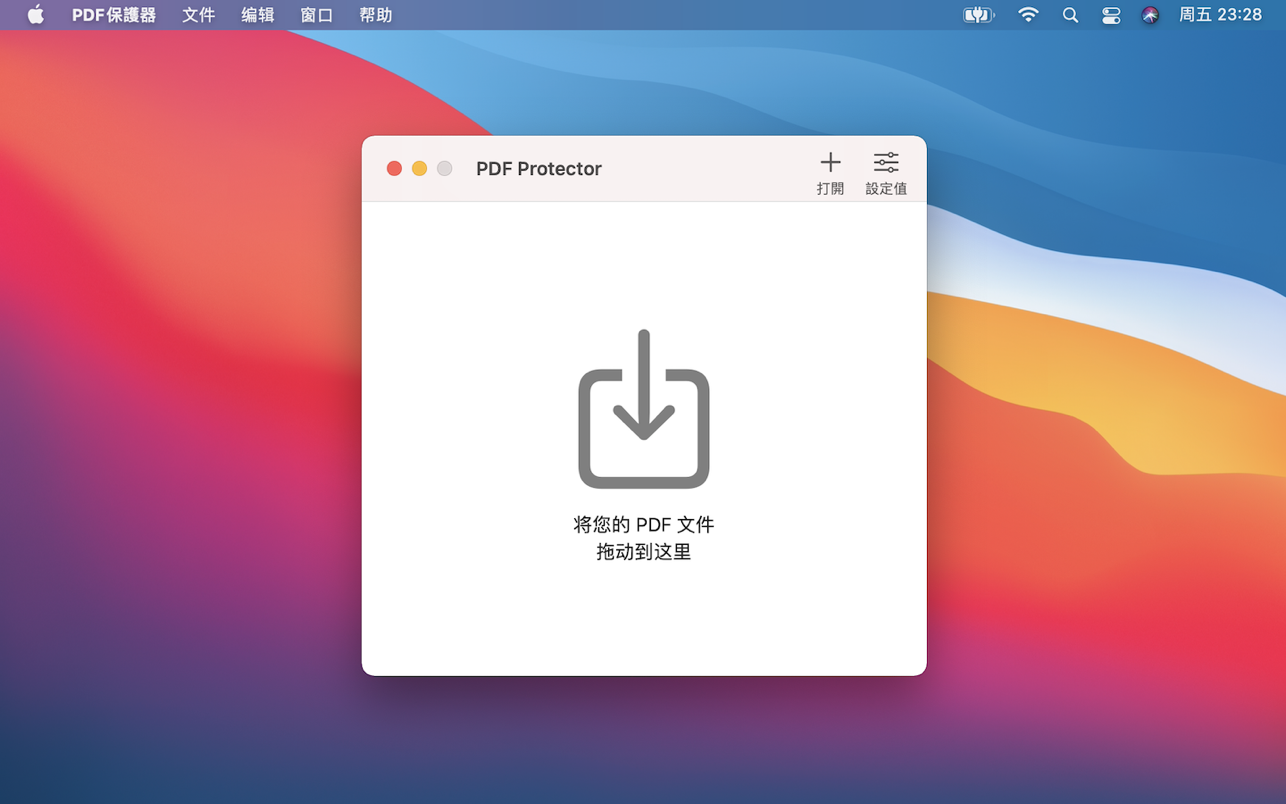 PDF保護器 文件 编辑 窗口 帮助 周五 23:28
PDF Protector
打開 設定值
将您的 PDF 文件
拖动到这里